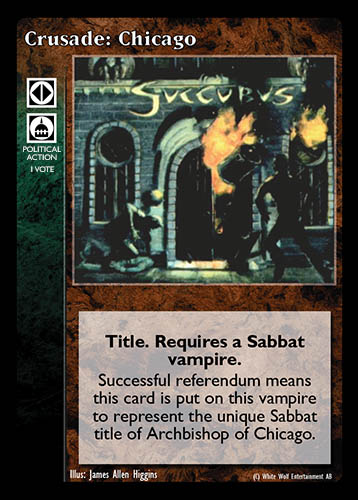 Crusade: Chicago
SUCCUBUS
POLITICAL
ACTION
1 VOTE
Title. Requires a Sabbat
vampire.
Successful referendum means
this card is put on this vampire
to represent the unique Sabbat
title of Archbishop of Chicago.
Illus: James Allen Higgins
(C) White Wolf Entertainment AB